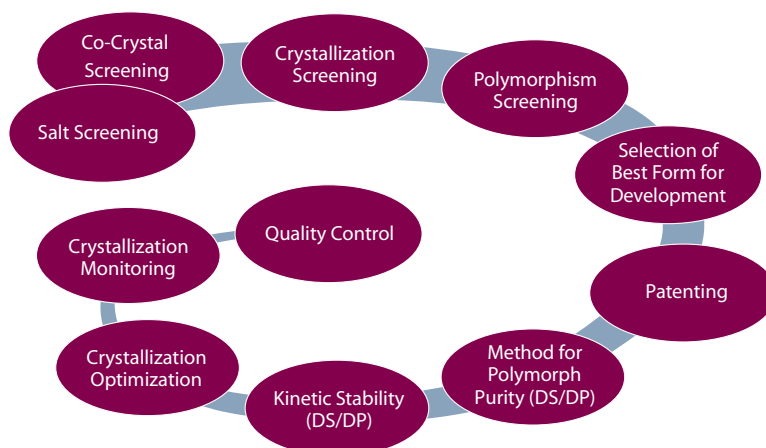 Co-Crystal
Screening
Salt Screening
Crystallization
Screening
Polymorphism
Screening
Selection of
Best Form for
Development
Patenting
Method for
Polymorph
Purity (DS/DP)
Kinetic Stability
(DS/DP)
Crystallization
Optimization
Crystallization
Monitoring
Quality Control